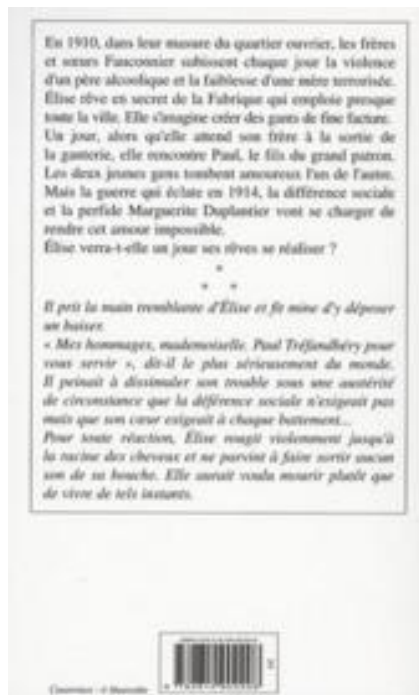 En 1910, dans leur masure du quartier ouvrier, les frères
et sœurs Fauconnier subissent chaque jour la violence
d'un père alcoolique et la faiblesse d'une mère terrorisée.
Élise rêve en secret de la Fabrique qui emploie presque
toute la ville. Elle s'imagine créer des gants de fine facture.
Un jour, alors qu'elle attend son frère à la sortie de
la ganterie, elle rencontre Paul, le fils du grand patron.
Les deux jeunes gens tombent amoureux l'un de l'autre.
Mais la guerre qui éclate en 1914, la différence sociale
et la perfide Marguerite Duplantier vont se charger de
rendre cet amour impossible.
Élise verra-t-elle un jour ses rêves se réaliser ?
*
* *
Il prit la main tremblante d'Élise et fit mine d'y déposer
un baiser.
« Mes hommages, mademoiselle. Paul Tréfandhéry pour
vous servir », dit-il le plus sérieusement du monde.
Il peinait à dissimuler son trouble sous une austérité
de circonstance que la déférence sociale n'exigeait pas
mais que son cœur exigeait à chaque battement...
Pour toute réaction, Élise rougit violemment jusqu'à
la racine des cheveux et ne parvint à faire sortir aucun
son de sa bouche. Elle aurait voulu mourir plutôt que
de vivre de tels instants.
Couverture : ©